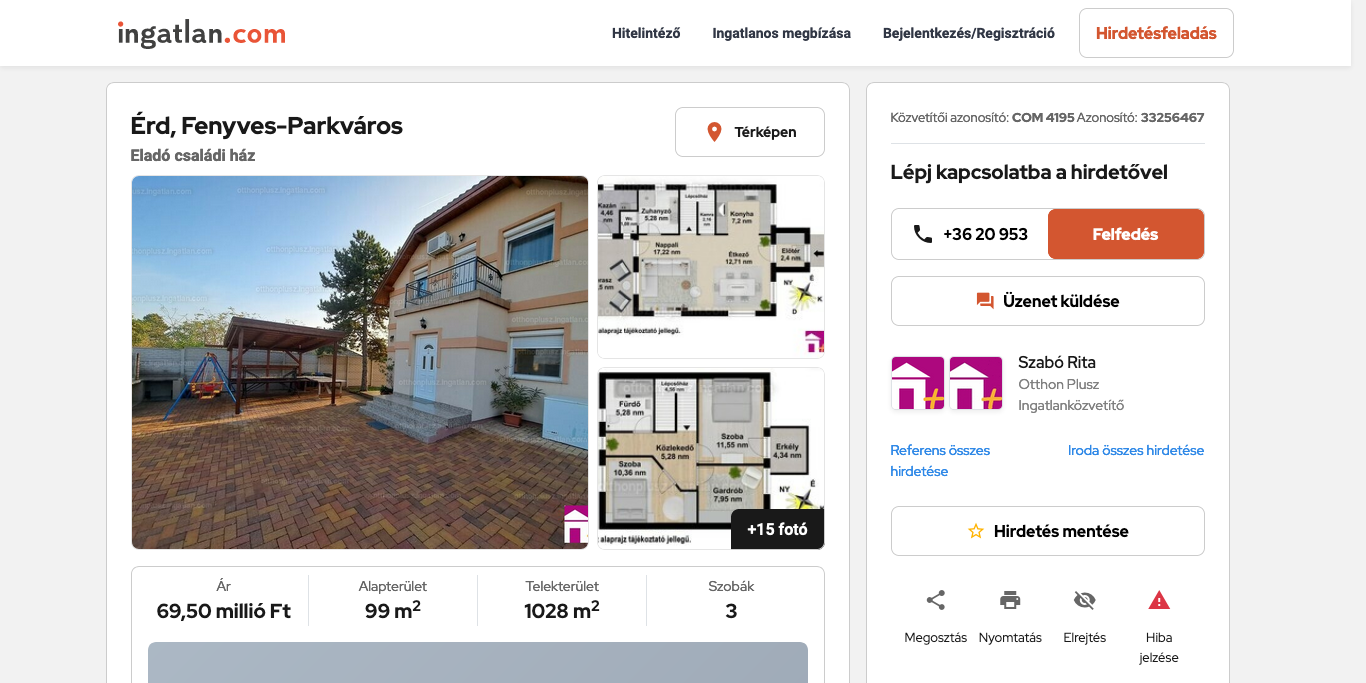 ingatlan.com
Hitelintéző
Ingatlanos megbízása
Bejelentkezés/Regisztráció
Hirdetésfeladás
Érd, Fenyves-Parkváros
Eladó családi ház
Térképen
Kazán
4,46
nm
Zuhanyzó
5,28 nm
Lépcsőház
Kamra
Konyha
7,2 nm
Nappali
17,22 nm
Étkező
12,71 nm
Előtér
2,4 nm
NY
É
K
D
alaprajz tájékoztató jellegű.
Lépcsőház
4,56 nm
Fürdő
5,28 nm
Közlekedő
5,28 nm
Szoba
11,55 nm
Erkély
4,34 nm
Szoba
10,36 nm
Gardrób
7,95 nm
NY
É
alaprajz tájékoztató jellegű.
+15 fotó
Ár
69,50 millió Ft
Alapterület
99 m²
Telekterület
1028 m²
Szobák
3
Közvetítői azonosító: COM 4195 Azonosító: 33256467
Lépj kapcsolatba a hirdetővel
+36 20 953
Felfedés
Üzenet küldése
Szabó Rita
Otthon Plusz
Ingatlanközvetítő
Referens összes
hirdetése
Iroda összes hirdetése
Hirdetés mentése
Megosztás
Nyomtatás
Elrejtés
Hiba
jelzése